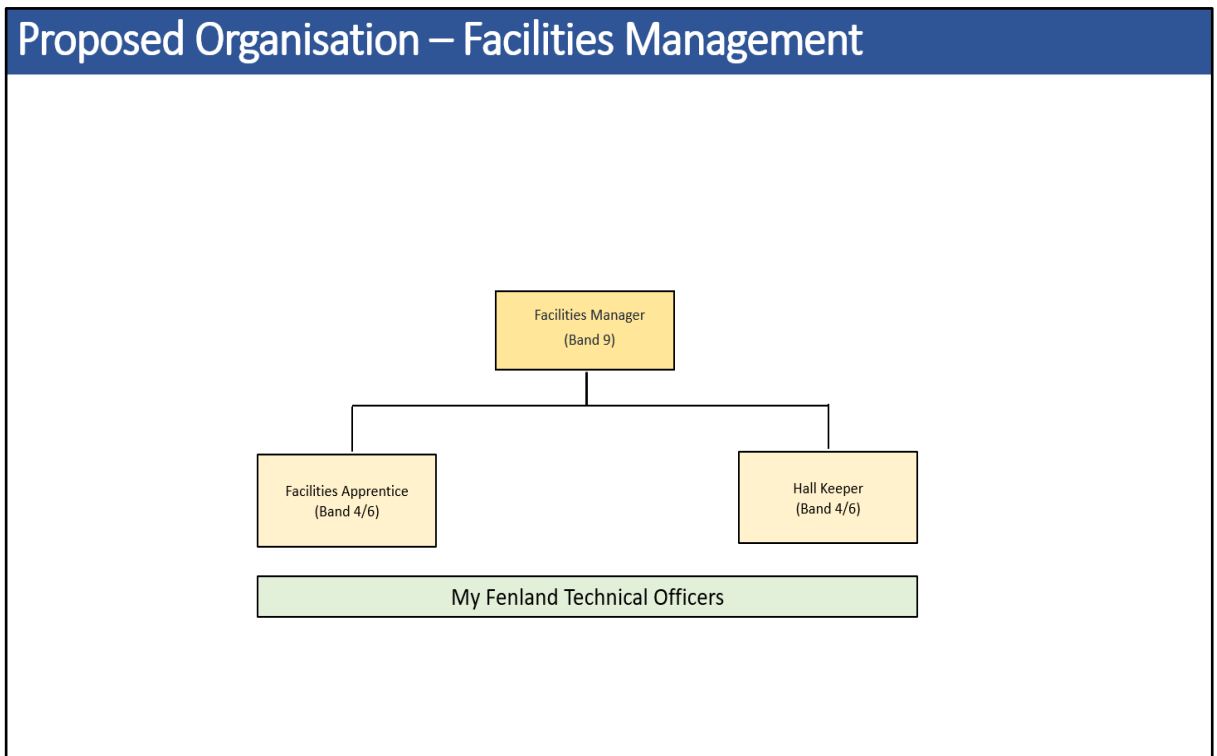 Proposed Organisation – Facilities Management
Facilities Manager
(Band 9)
Facilities Apprentice
(Band 4/6)
Hall Keeper
(Band 4/6)
My Fenland Technical Officers